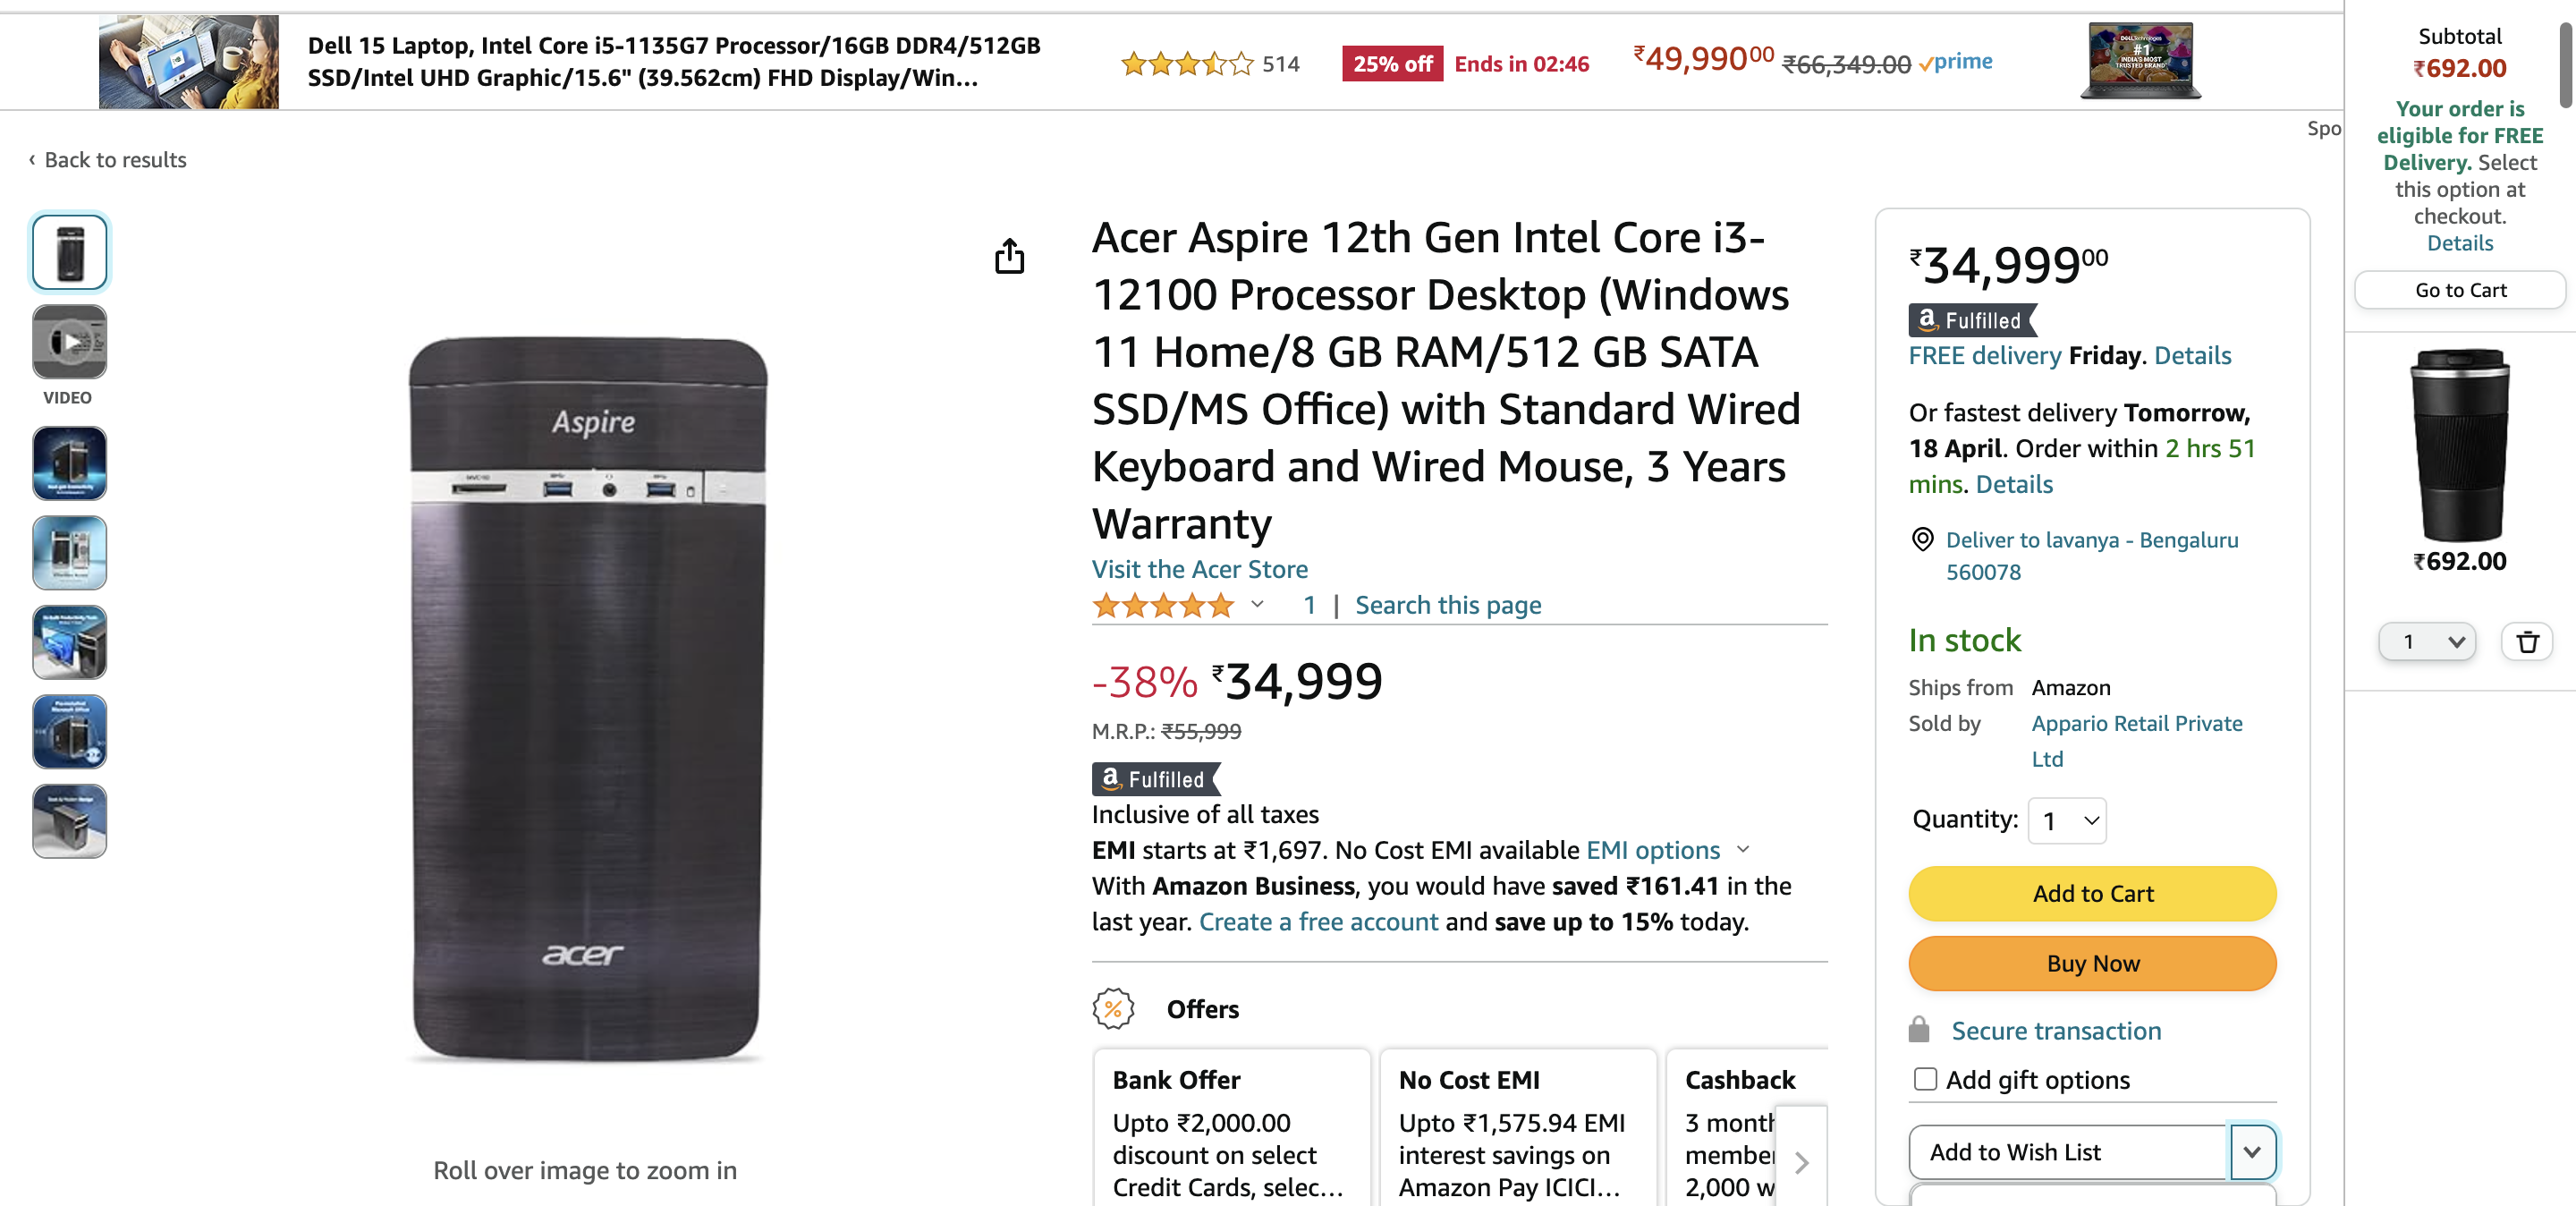 Dell 15 Laptop, Intel Core i5-1135G7 Processor/16GB DDR4/512GB
SSD/Intel UHD Graphic/15.6" (39.562cm) FHD Display/Win...
514
25% off
Ends in 02:46
₹49,990⁰⁰ ₹66,349.00
prime
DELL Technologies
#1
INDIA'S MOST
TRUSTED BRAND
Spo
‹ Back to results
VIDEO
Aspire
acer
Roll over image to zoom in
Acer Aspire 12th Gen Intel Core i3-
12100 Processor Desktop (Windows
11 Home/8 GB RAM/512 GB SATA
SSD/MS Office) with Standard Wired
Keyboard and Wired Mouse, 3 Years
Warranty
Visit the Acer Store
1 | Search this page
-38% ₹34,999
M.R.P.: ₹55,999
a Fulfilled
Inclusive of all taxes
EMI starts at ₹1,697. No Cost EMI available EMI options
With Amazon Business, you would have saved ₹161.41 in the
last year. Create a free account and save up to 15% today.
% Offers
Bank Offer
Upto ₹2,000.00
discount on select
Credit Cards, selec...
No Cost EMI
Upto ₹1,575.94 EMI
interest savings on
Amazon Pay ICICI...
Cashback
3 month
member
2,000 w
₹34,999⁰⁰
a Fulfilled
FREE delivery Friday. Details
Or fastest delivery Tomorrow,
18 April. Order within 2 hrs 51
mins. Details
Deliver to lavanya - Bengaluru
560078
In stock
Ships from Amazon
Sold by Appario Retail Private
Ltd
Quantity: 1
Add to Cart
Buy Now
Secure transaction
Add gift options
Add to Wish List
Subtotal
₹692.00
Your order is
eligible for FREE
Delivery. Select
this option at
checkout.
Details
Go to Cart
₹692.00
1